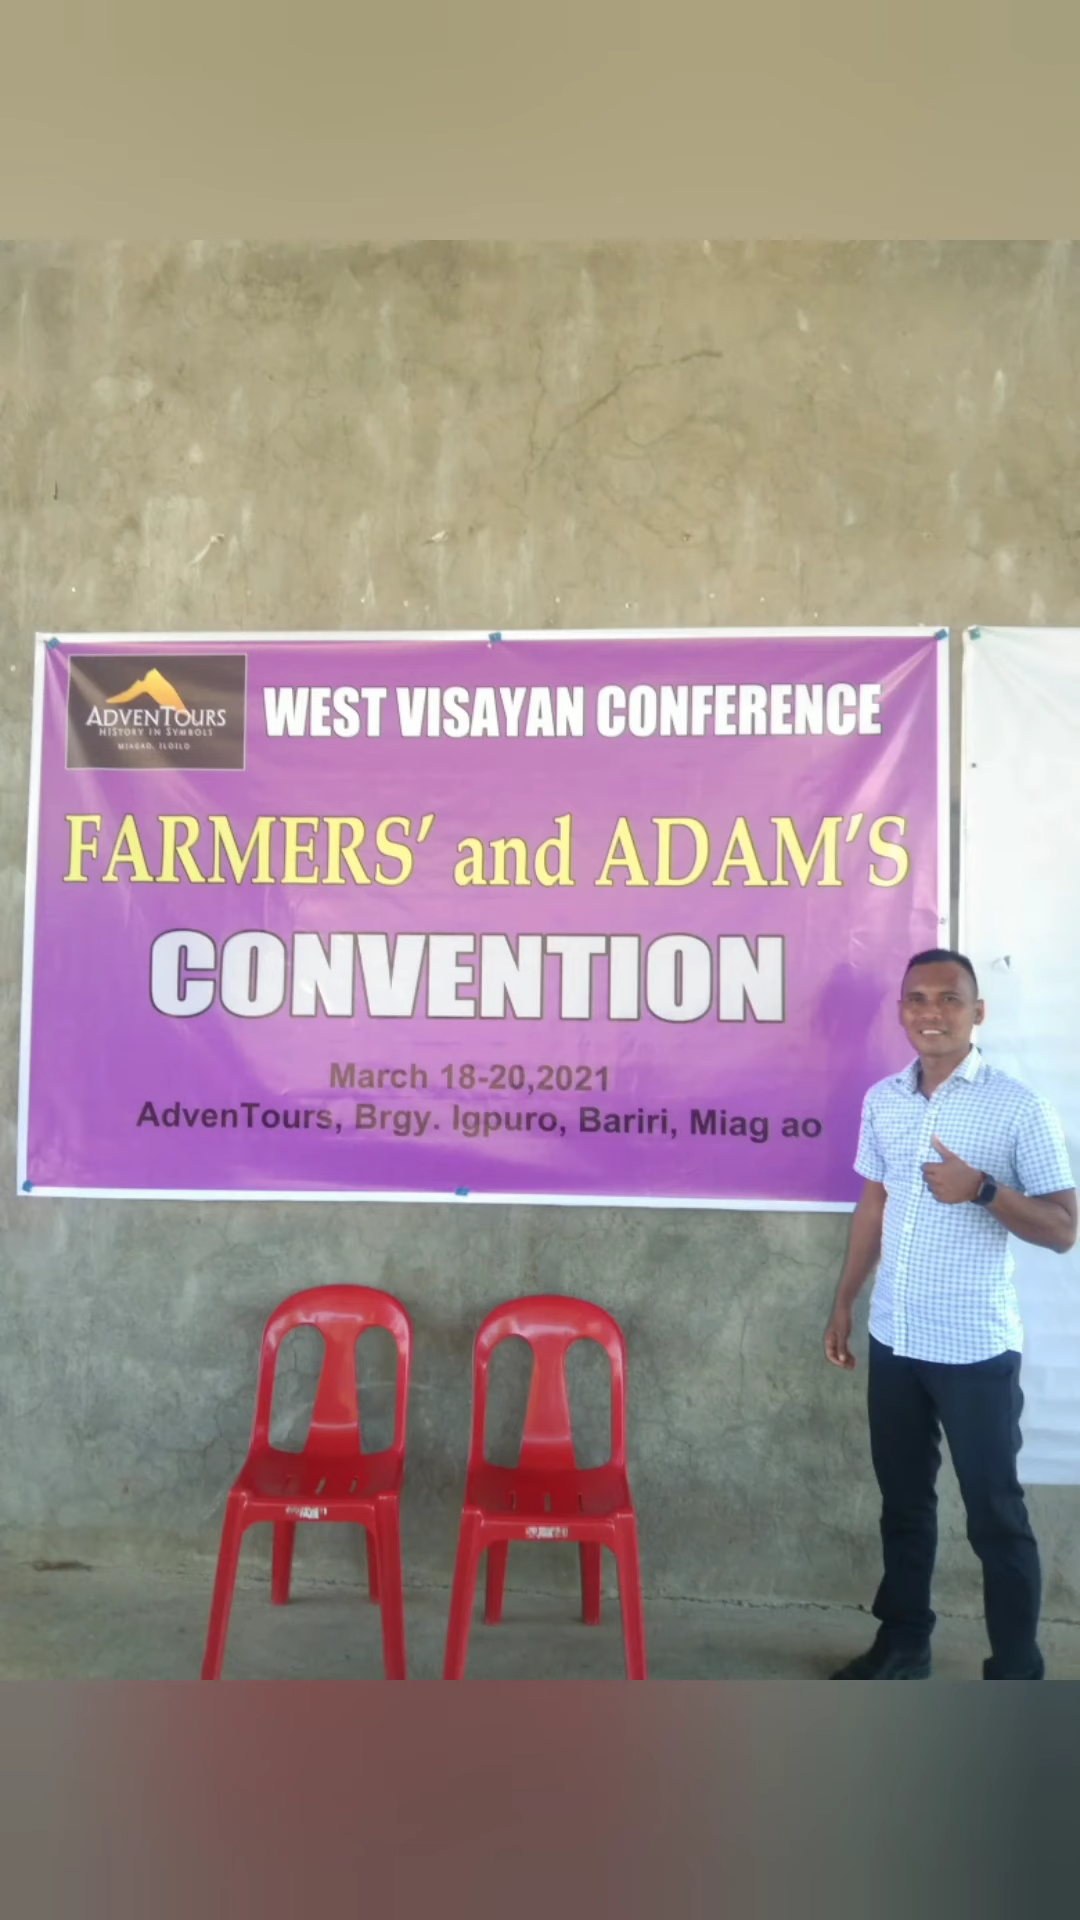 ADVENTOURS
HISTORY IN SYMBOLS
MIAGAO, ILOILO
WEST VISAYAN CONFERENCE
FARMERS' and ADAM'S
CONVENTION
March 18-20,2021
AdvenTours, Brgy. Igpuro, Bariri, Miag ao